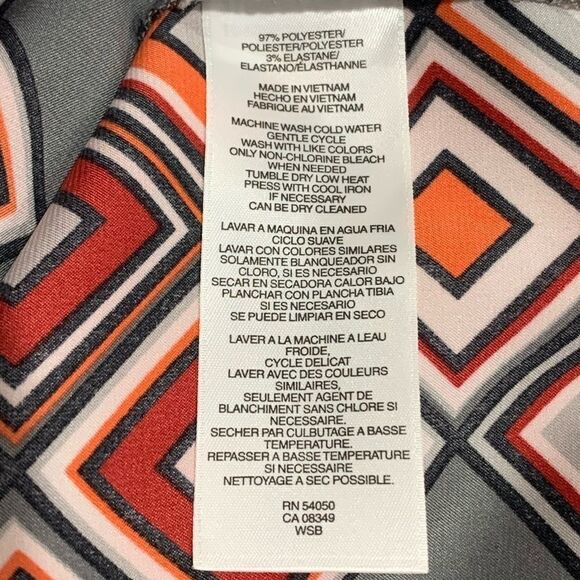 97% POLYESTER/
POLIESTER/POLYESTER
3% ELASTANE/
ELASTANO/ÉLASTHANNE
MADE IN VIETNAM
HECHO EN VIETNAM
FABRIQUE AU VIETNAM
MACHINE WASH COLD WATER
GENTLE CYCLE
WASH WITH LIKE COLORS
ONLY NON-CHLORINE BLEACH
WHEN NEEDED
TUMBLE DRY LOW HEAT
PRESS WITH COOL IRON
IF NECESSARY
CAN BE DRY CLEANED
LAVAR A MAQUINA EN AGUA FRIA
CICLO SUAVE
LAVAR CON COLORES SIMILARES
SOLAMENTE BLANQUEADOR SIN
CLORO, SI ES NECESARIO
SECAR EN SECADORA CALOR BAJO
PLANCHAR CON PLANCHA TIBIA
SI ES NECESARIO
SE PUEDE LIMPIAR EN SECO
LAVER A LA MACHINE A LEAU
FROIDE,
CYCLE DELICAT
LAVER AVEC DES COULEURS
SIMILAIRES,
SEULEMENT AGENT DE
BLANCHIMENT SANS CHLORE SI
NECESSAIRE.
SECHER PAR CULBUTAGE A BASSE
TEMPERATURE.
REPASSER A BASSE TEMPERATURE
SI NECESSAIRE
NETTOYAGE A SEC POSSIBLE.
RN 54050
CA 08349
WSB